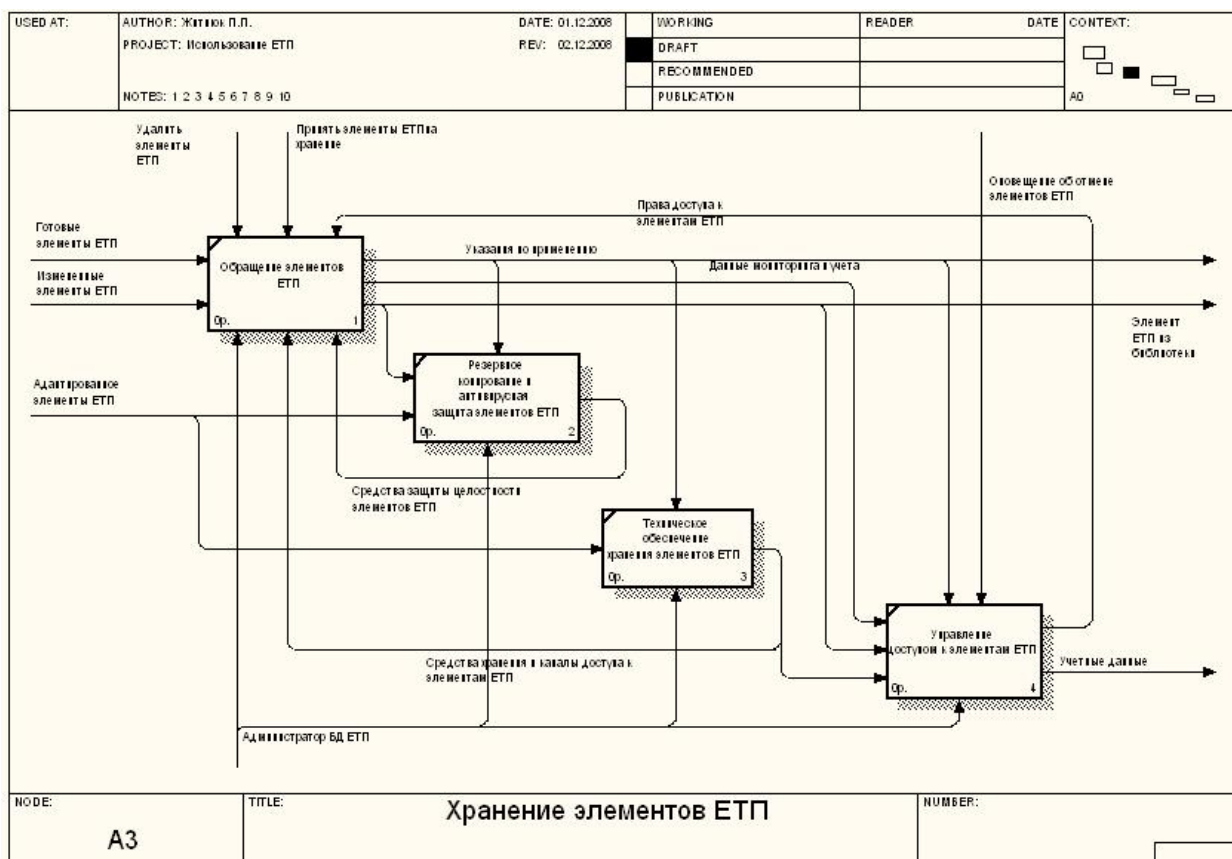 USED AT:
AUTHOR: Житнюк П.П.
DATE: 01.12.2008
WORKING
READER
DATE
CONTEXT:
PROJECT: Использование ЕТП
REV: 02.12.2008
DRAFT
RECOMMENDED
NOTES: 1 2 3 4 5 6 7 8 9 10
PUBLICATION
A0
Удалить
элементы
ЕТП
Принять элементы ЕТП на
хранение
Оповещение об отмене
элементов ЕТП
Права доступа к
элементам ЕТП
Готовые
элементы ЕТП
Указания по применению
Данные мониторинга и учета
Измененные
элементы ЕТП
Обращение элементов
ЕТП
0р.
1
Элемент
ЕТП из
библиотеки
Резервное
копирование и
антивирусная
защита элементов ЕТП
0р.
2
Адаптированное
элементы ЕТП
Средства защиты целостности
элементов ЕТП
Техническое
обеспечение
хранения элементов ЕТП
0р.
3
Управление
доступом к элементам ЕТП
0р.
4
Средства хранения и каналы доступа к
элементам ЕТП
Учетные данные
Администратор БД ЕТП
NODE:
TITLE:
Хранение элементов ЕТП
NUMBER:
A3